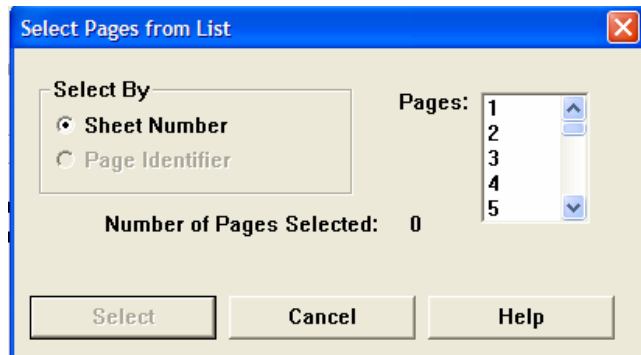 Select Pages from List
Select By
Sheet Number
Page Identifier
Pages:
1
2
3
4
5
Number of Pages Selected: 0
Select
Cancel
Help